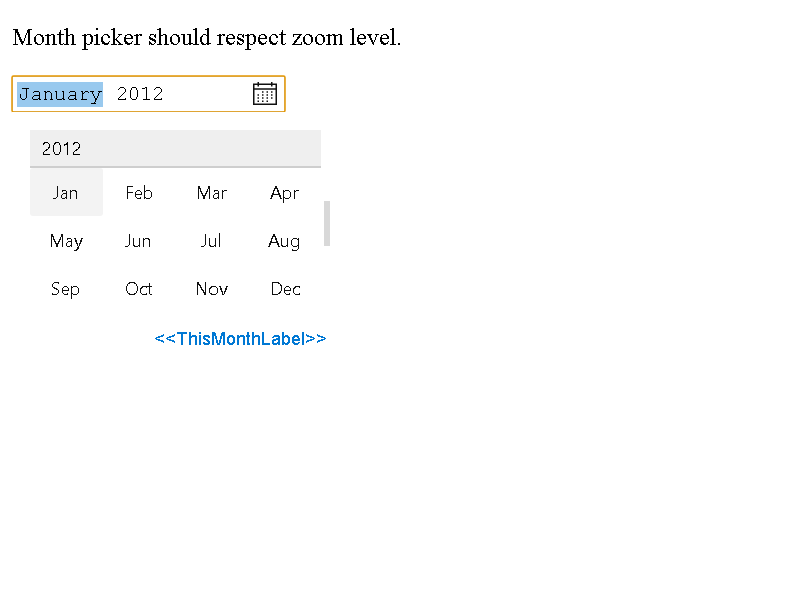 Month picker should respect zoom level.
January 2012
2012
Jan Feb Mar Apr
May Jun Jul Aug
Sep Oct Nov Dec
<<ThisMonthLabel>>